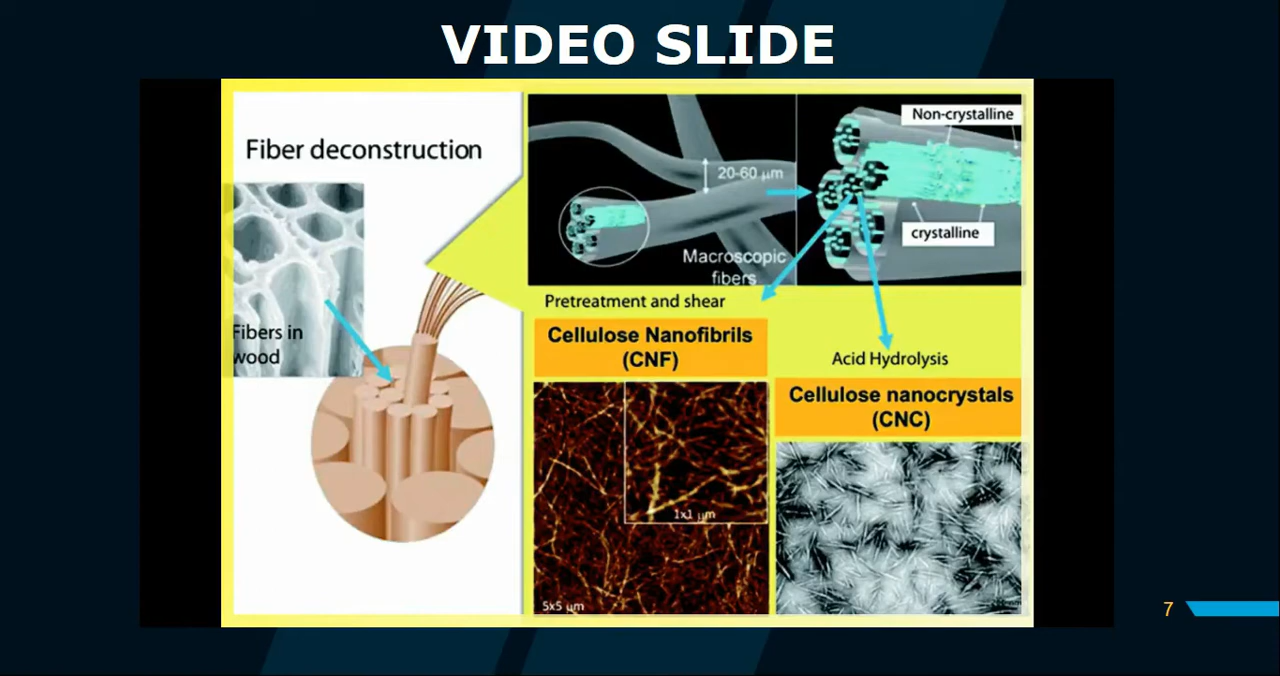 VIDEO SLIDE
Fiber deconstruction
Fibers in
wood
20-60 μm
Macroscopic
fibers
Non-crystalline
crystalline
Pretreatment and shear
Cellulose Nanofibrils
(CNF)
1x1 μm
5x5 μm
Acid Hydrolysis
Cellulose nanocrystals
(CNC)
7